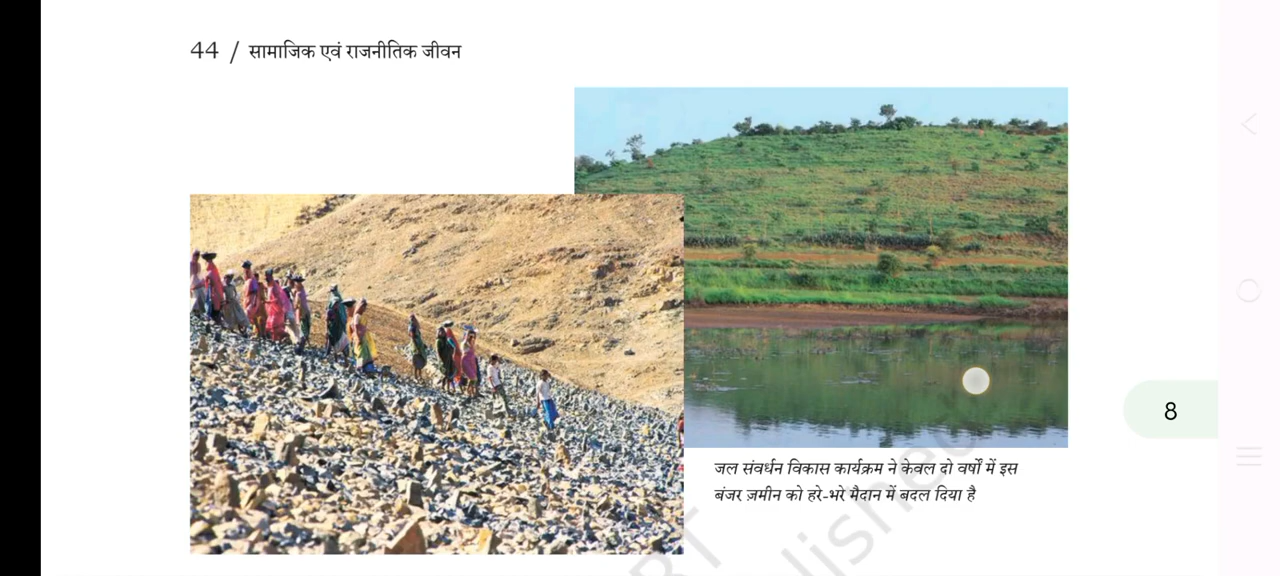 44 / सामाजिक एवं राजनीतिक जीवन
8
जल संवर्धन विकास कार्यक्रम ने केवल दो वर्षों में इस
बंजर ज़मीन को हरे-भरे मैदान में बदल दिया है